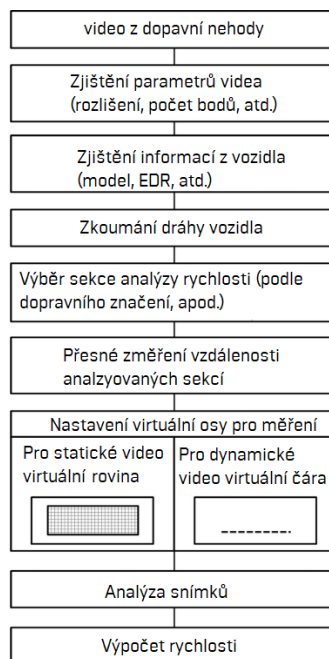 video z dopavní nehody
Zjištění parametrů videa
(rozlišení, počet bodů, atd.)
Zjištění informací z vozidla
(model, EDR, atd.)
Zkoumání dráhy vozidla
Výběr sekce analýzy rychlosti (podle
dopravního značení, apod.)
Přesné změření vzdálenosti
analzyovaných sekcí
Nastavení virtuální osy pro měření
Pro statické video
virtuální rovina
Pro dynamické
video virtuální čára
Analýza snímků
Výpočet rychlosti